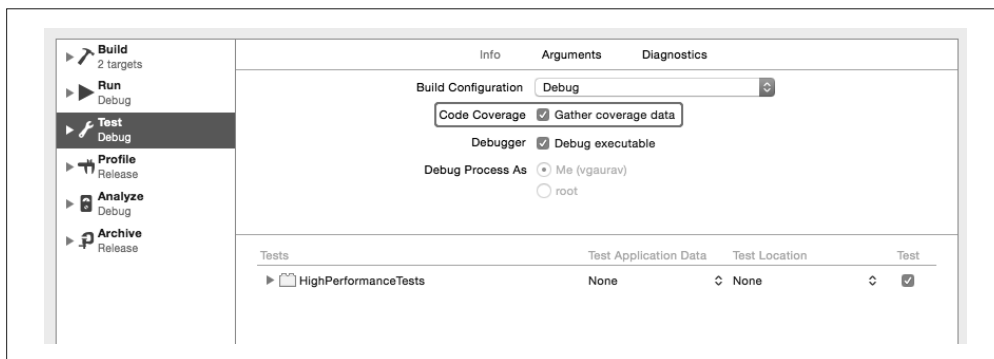 Build
2 targets
Run
Debug
Test
Debug
Profile
Release
Analyze
Debug
Archive
Release
Info Arguments Diagnostics
Build Configuration Debug
Code Coverage Gather coverage data
Debugger Debug executable
Debug Process As Me (vgaurav)
root
Tests Test Application Data Test Location Test
HighPerformanceTests None None